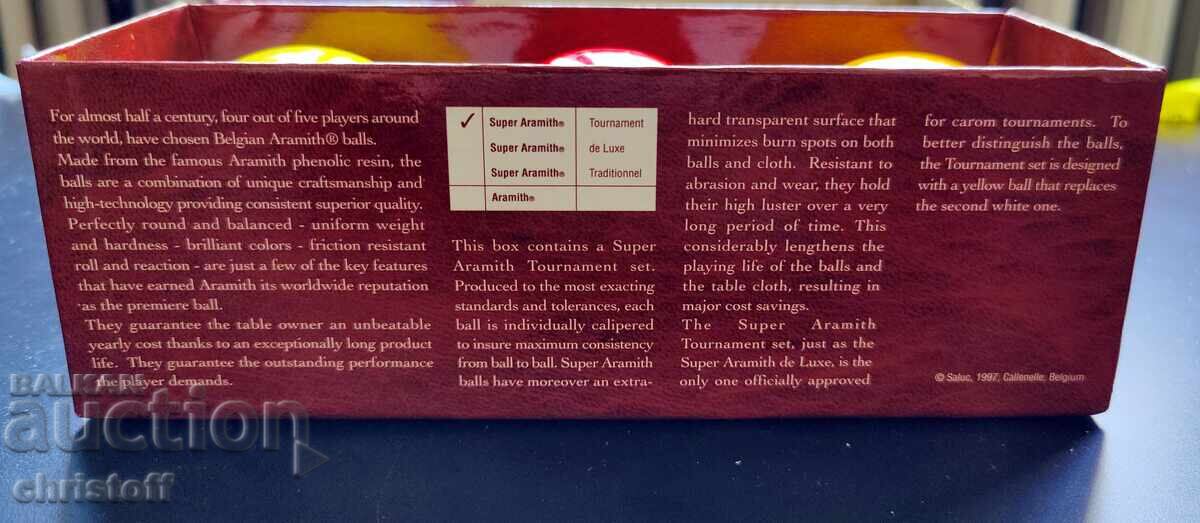 For almost half a century, four out of five players around
the world, have chosen Belgian Aramith® balls.
Made from the famous Aramith phenolic resin, the
balls are a combination of unique craftsmanship and
high-technology providing consistent superior quality.
Perfectly round and balanced - uniform weight
and hardness - brilliant colors - friction resistant
roll and reaction - are just a few of the key features
that have earned Aramith its worldwide reputation
as the premiere ball.
They guarantee the table owner an unbeatable
yearly cost thanks to an exceptionally long product
life. They guarantee the outstanding performance
the player demands.
✓ Super Aramith® Tournament
Super Aramith® de Luxe
Super Aramith® Traditionnel
Aramith®
This box contains a Super
Aramith Tournament set.
Produced to the most exacting
standards and tolerances, each
ball is individually calipered
to insure maximum consistency
from ball to ball. Super Aramith
balls have moreover an extra-
hard transparent surface that
minimizes burn spots on both
balls and cloth. Resistant to
abrasion and wear, they hold
their high luster over a very
long period of time. This
considerably lengthens the
playing life of the balls and
the table cloth, resulting in
major cost savings.
The Super Aramith
Tournament set, just as the
Super Aramith de Luxe, is the
only one officially approved
for carom tournaments. To
better distinguish the balls,
the Tournament set is designed
with a yellow ball that replaces
the second white one.
© Saluc, 1997, Callenelle, Belgium
BALKAN
auction
christoff